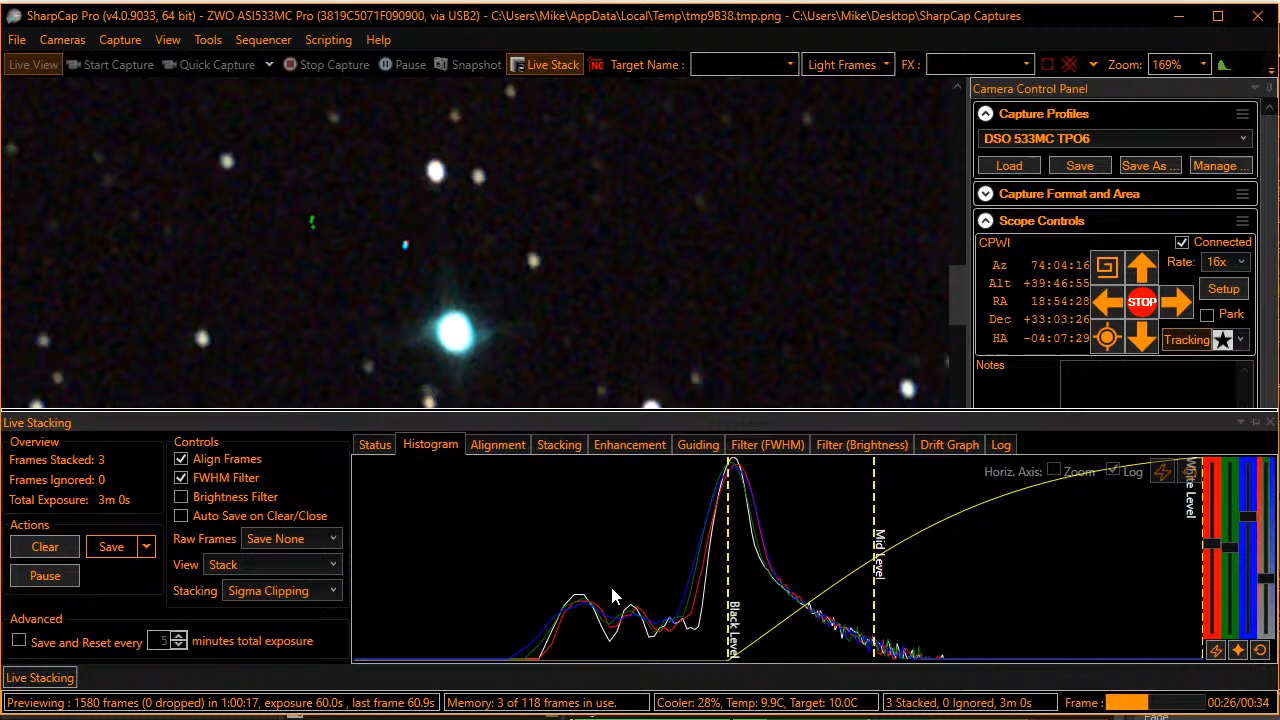 SharpCap Pro (v4.0.9033, 64 bit) - ZWO ASI533MC Pro (3819C5071F090900, via USB2) - C:\Users\Mike\AppData\Local\Temp\tmp9B38.tmp.png - C:\Users\Mike\Desktop\SharpCap Captures
File Cameras Capture View Tools Sequencer Scripting Help
Live View Start Capture Quick Capture Stop Capture Pause Snapshot Live Stack NC Target Name : Light Frames FX : Zoom: 169%
Camera Control Panel
Capture Profiles
DSO 533MC TPO6
Load Save Save As ... Manage ...
Capture Format and Area
Scope Controls
CPWI Connected
Az 74:04:16 Rate: 16x
Alt +39:46:55
RA 18:54:28 STOP Setup
Dec +33:03:26 Park
HA -04:07:29 Tracking
Notes
Live Stacking
Overview Controls Status Histogram Alignment Stacking Enhancement Guiding Filter (FWHM) Filter (Brightness) Drift Graph Log
Frames Stacked: 3 Align Frames
Frames Ignored: 0 FWHM Filter Horiz. Axis: Zoom Log
Total Exposure: 3m 0s Brightness Filter White Level
Actions Auto Save on Clear/Close
Clear Save Raw Frames Save None Mid Level
Pause View Stack
Stacking Sigma Clipping
Advanced Black Level
Save and Reset every 5 minutes total exposure
Live Stacking
Previewing : 1580 frames (0 dropped) in 1:00:17, exposure 60.0s , last frame 60.9s Memory: 3 of 118 frames in use. Cooler: 28%, Temp: 9.9C, Target: 10.0C 3 Stacked, 0 Ignored, 3m 0s Frame : 00:26/00:34